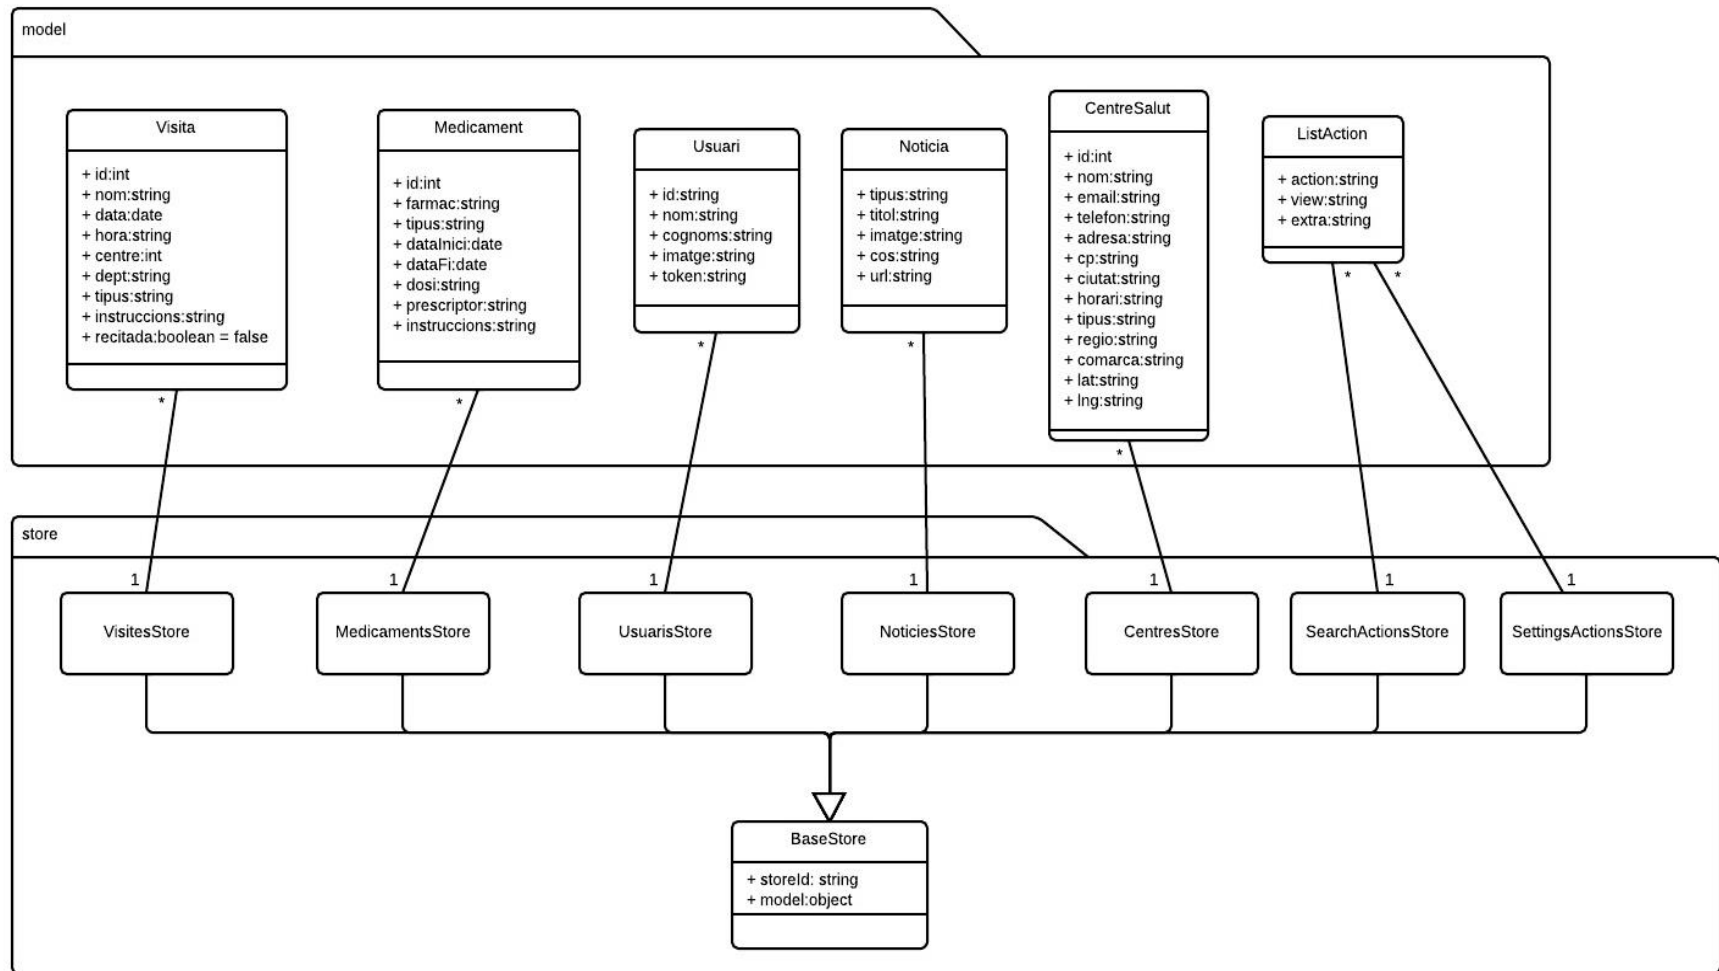 model
Visita
+ id:int
+ nom:string
+ data:date
+ hora:string
+ centre:int
+ dept:string
+ tipus:string
+ instruccions:string
+ recitada:boolean = false
*
Medicament
+ id:int
+ farmac:string
+ tipus:string
+ dataInici:date
+ dataFi:date
+ dosi:string
+ prescriptor:string
+ instruccions:string
*
Usuari
+ id:string
+ nom:string
+ cognoms:string
+ imatge:string
+ token:string
*
Noticia
+ tipus:string
+ titol:string
+ imatge:string
+ cos:string
+ url:string
*
CentreSalut
+ id:int
+ nom:string
+ email:string
+ telefon:string
+ adresa:string
+ cp:string
+ ciutat:string
+ horari:string
+ tipus:string
+ regio:string
+ comarca:string
+ lat:string
+ lng:string
*
ListAction
+ action:string
+ view:string
+ extra:string
*
*
store
1
VisitesStore
1
MedicamentsStore
1
UsuarisStore
1
NoticiesStore
1
CentresStore
1
SearchActionsStore
1
SettingsActionsStore
BaseStore
+ storeId: string
+ model:object